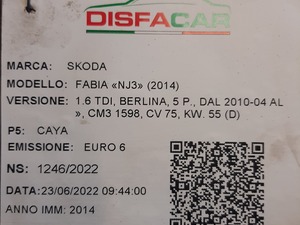 DISFACAR
MARCA: SKODA
MODELLO: FABIA «NJ3» (2014)
VERSIONE: 1.6 TDI, BERLINA, 5 P., DAL 2010-04 AL
», CM3 1598, CV 75, KW. 55 (D)
P5: CAYA
EMISSIONE: EURO 6
NS: 1246/2022
DATA:23/06/2022 09:44:00
ANNO IMM: 2014